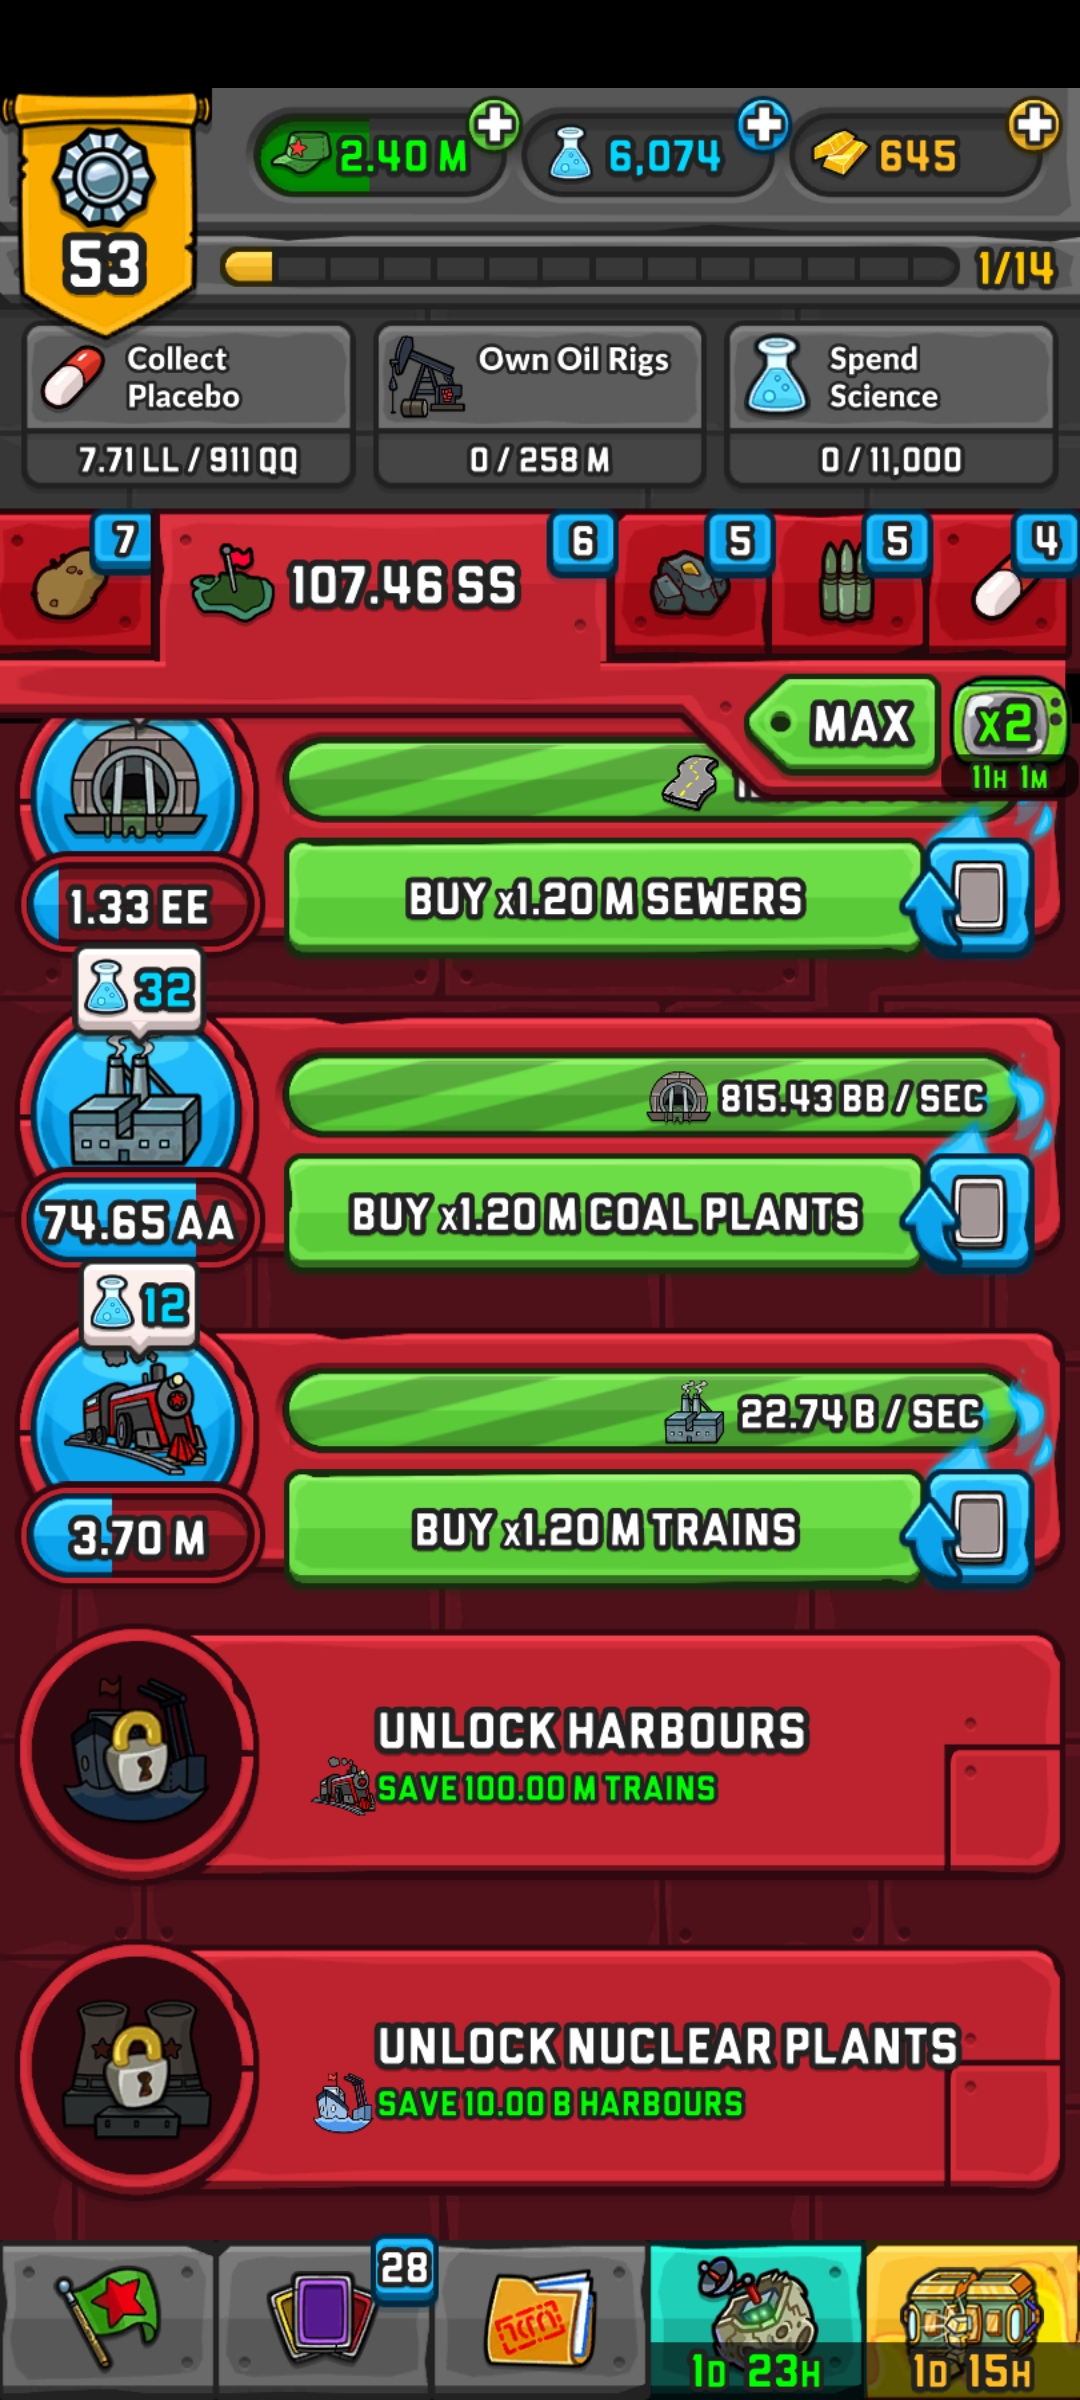 2.40 M
6,074
645
53
1/14
Collect
Placebo
7.71 LL / 911 QQ
Own Oil Rigs
0 / 258 M
Spend
Science
0 / 11,000
7
107.46 SS
6
5
5
4
MAX
x2
11H 1M
BUY x1.20 M SEWERS
1.33 EE
32
815.43 BB / SEC
BUY x1.20 M COAL PLANTS
74.65 AA
12
22.74 B / SEC
BUY x1.20 M TRAINS
3.70 M
UNLOCK HARBOURS
SAVE 100.00 M TRAINS
UNLOCK NUCLEAR PLANTS
SAVE 10.00 B HARBOURS
28
1D 23H
1D 15H